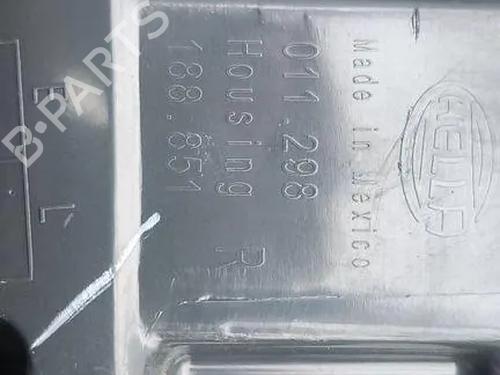 Made in Mexico
HELLA
011.298
Housing R
188.851
E
L
B-PARTS